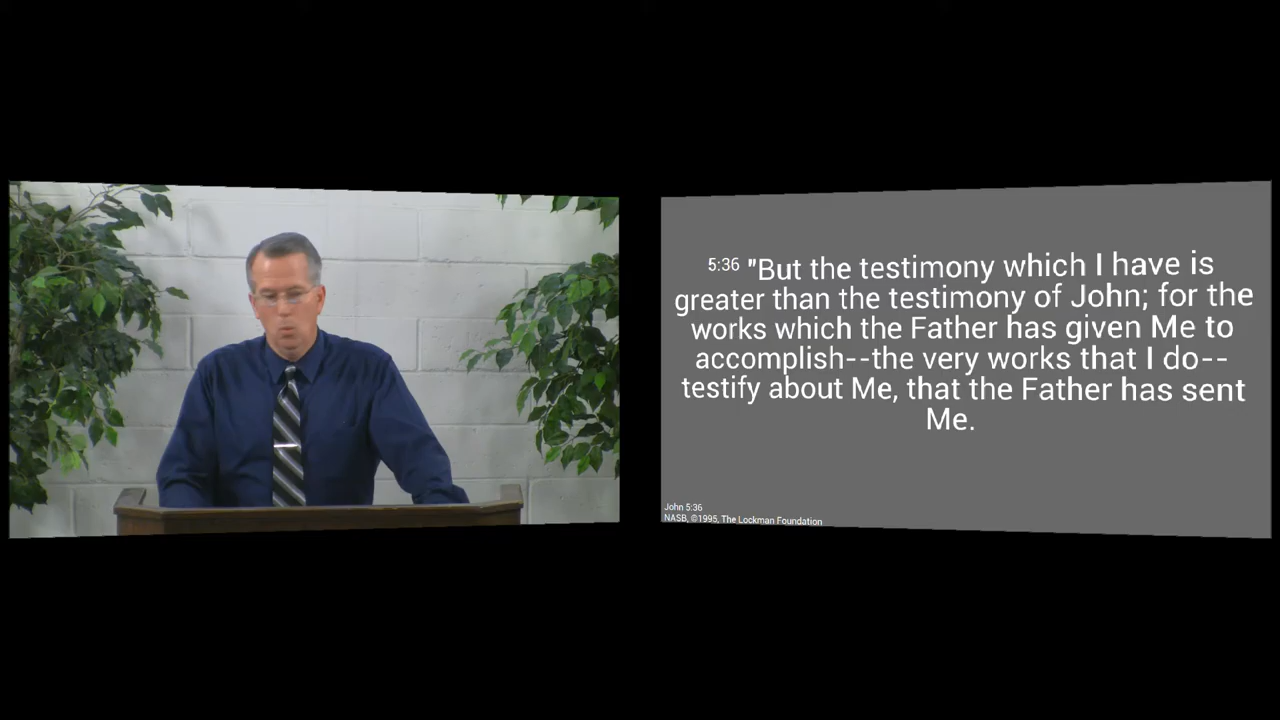 5:36 "But the testimony which I have is
greater than the testimony of John; for the
works which the Father has given Me to
accomplish--the very works that I do--
testify about Me, that the Father has sent
Me.
John 5:36
NASB, ©1995, The Lockman Foundation